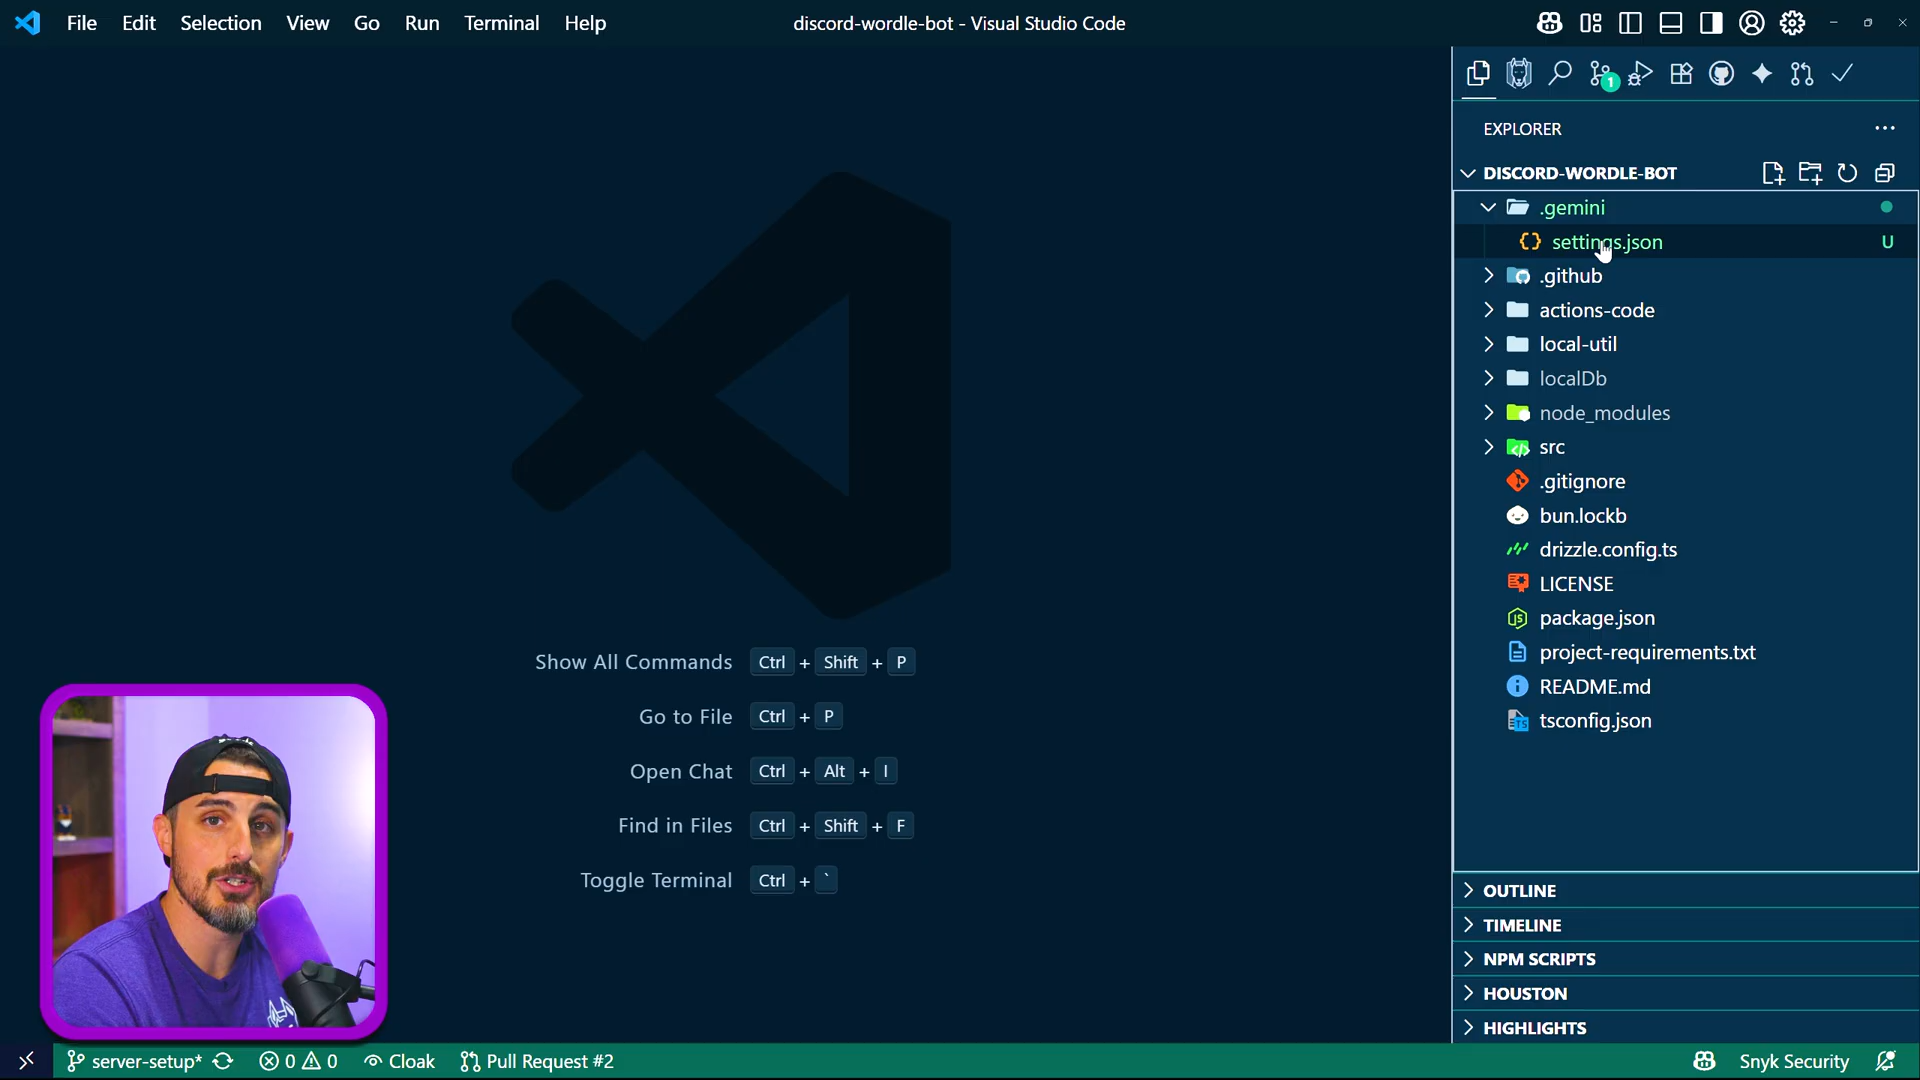 File Edit Selection View Go Run Terminal Help
discord-wordle-bot - Visual Studio Code
1
EXPLORER
DISCORD-WORDLE-BOT
.gemini
settings.json U
.github
actions-code
local-util
localDb
node_modules
src
.gitignore
bun.lockb
drizzle.config.ts
LICENSE
package.json
project-requirements.txt
README.md
tsconfig.json
OUTLINE
TIMELINE
NPM SCRIPTS
HOUSTON
HIGHLIGHTS
Show All Commands Ctrl + Shift + P
Go to File Ctrl + P
Open Chat Ctrl + Alt + I
Find in Files Ctrl + Shift + F
Toggle Terminal Ctrl + `
server-setup* 0 0 Cloak Pull Request #2 Snyk Security